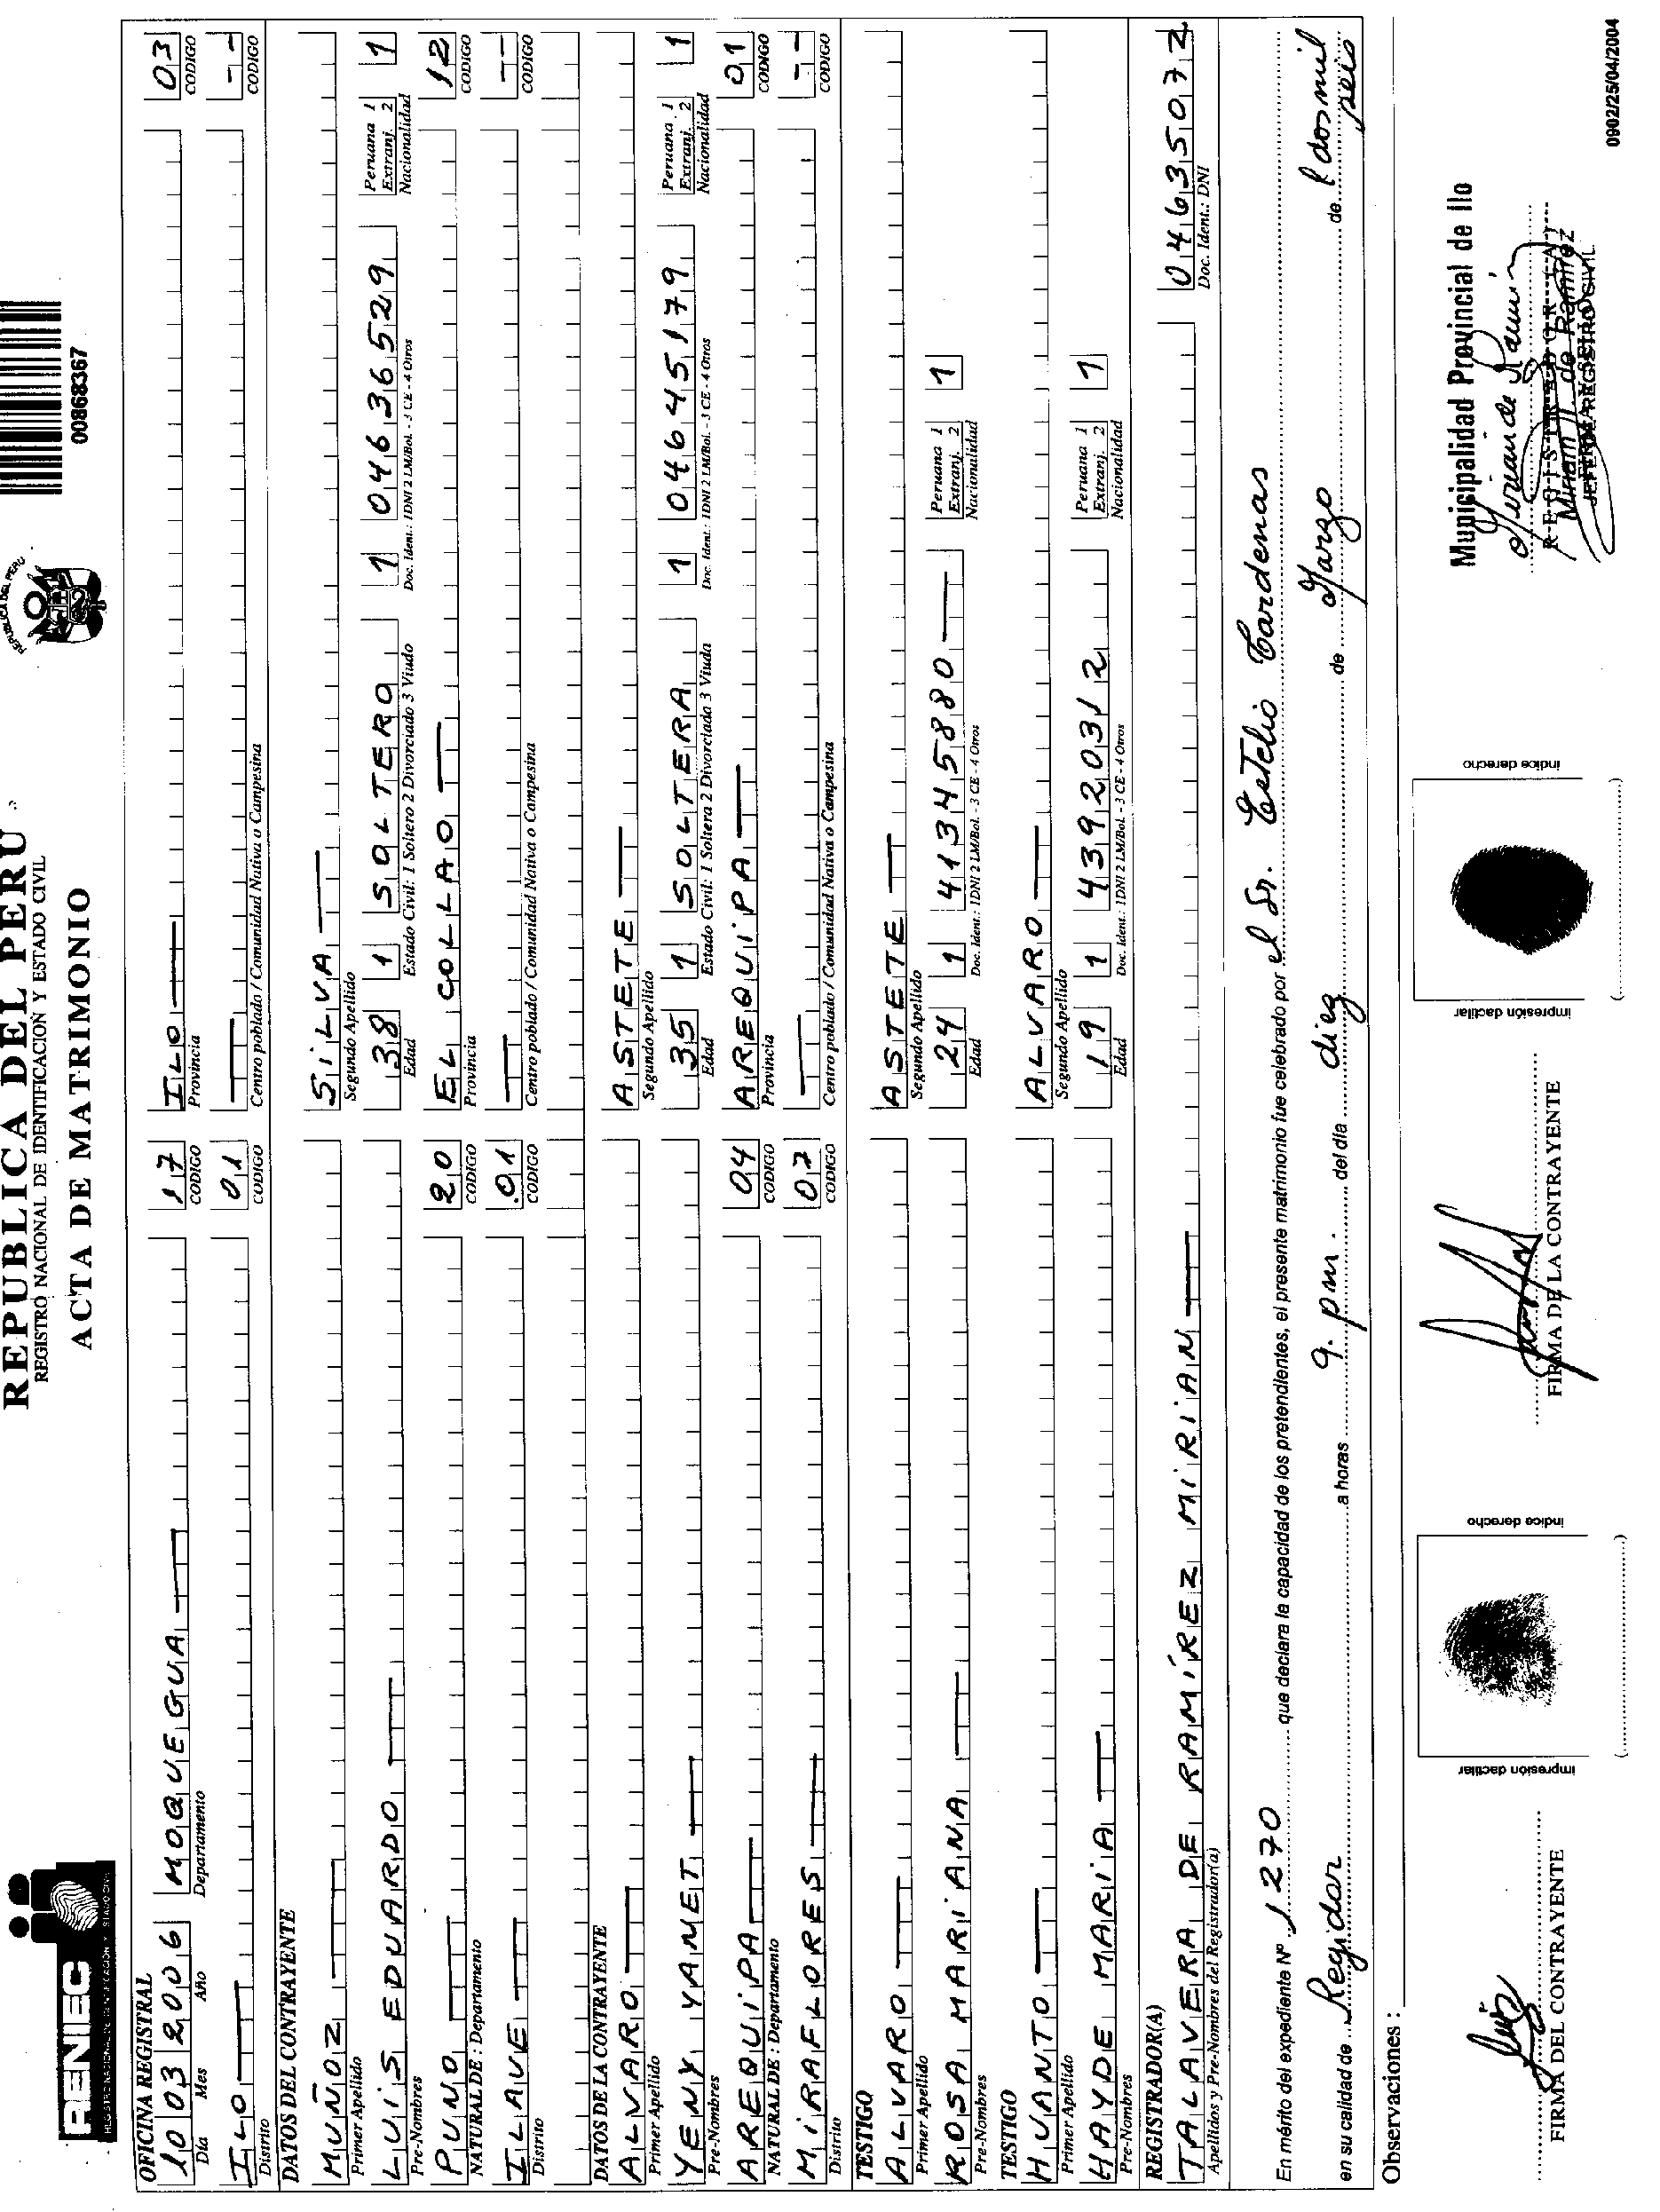 RENIEC
REGISTRO NACIONAL DE IDENTIFICACION Y ESTADO CIVIL
REPUBLICA DEL PERU
REGISTRO NACIONAL DE IDENTIFICACIÓN Y ESTADO CIVIL
ACTA DE MATRIMONIO
REPUBLICA DEL PERU
00868367
OFICINA REGISTRAL
10 03 2006 MOQUEGUA 17 ILO 03
Día Mes Año Departamento CODIGO Provincia CODIGO
ILO 01 --
Distrito CODIGO Centro poblado / Comunidad Nativa o Campesina CODIGO
DATOS DEL CONTRAYENTE
MUÑOZ SILVA
Primer Apellido Segundo Apellido
LUIS EDUARDO 38 1 SOLTERO 1 04636529 Peruana 1 Extranj. 2 1
Pre-Nombres Edad Estado Civil: 1 Soltero 2 Divorciado 3 Viudo Doc. Ident.: 1DNI 2 LM/Bol. - 3 CE - 4 Otros Nacionalidad
PUNO 20 EL COLLAO 12
NATURAL DE : Departamento CODIGO Provincia CODIGO
ILAVE 01 --
Distrito CODIGO Centro poblado / Comunidad Nativa o Campesina CODIGO
DATOS DE LA CONTRAYENTE
ALVARO ASTETE
Primer Apellido Segundo Apellido
YENY YANET 35 1 SOLTERA 1 04645179 Peruana 1 Extranj. 2 1
Pre-Nombres Edad Estado Civil: 1 Soltera 2 Divorciada 3 Viuda Doc. Ident.: 1DNI 2 LM/Bol. - 3 CE - 4 Otros Nacionalidad
AREQUIPA 04 AREQUIPA 01
NATURAL DE : Departamento CODIGO Provincia CODIGO
MIRAFLORES 07 --
Distrito CODIGO Centro poblado / Comunidad Nativa o Campesina CODIGO
TESTIGO
ALVARO ASTETE
Primer Apellido Segundo Apellido
ROSA MARIANA 24 1 41345880 Peruana 1 Extranj. 2 1
Pre-Nombres Edad Doc. Ident.: 1DNI 2 LM/Bol. - 3 CE - 4 Otros Nacionalidad
TESTIGO
HUANTO ALVARO
Primer Apellido Segundo Apellido
HAYDE MARIA 19 1 43920312 Peruana 1 Extranj. 2 1
Pre-Nombres Edad Doc. Ident.: 1DNI 2 LM/Bol. - 3 CE - 4 Otros Nacionalidad
REGISTRADOR(A)
TALAVERA DE RAMÍREZ MIRIAN 04635072
Apellidos y Pre-Nombres del Registrador(a) Doc. Ident.: DNI
En mérito del expediente Nº 1270 que declara la capacidad de los pretendientes, el presente matrimonio fue celebrado por el Sr. Estelio Cardenas
en su calidad de Regidor a horas 9. pm. del día diez de Marzo de dos mil seis
Observaciones :
FIRMA DEL CONTRAYENTE
impresión dactilar índice derecho
FIRMA DE LA CONTRAYENTE
impresión dactilar índice derecho
Municipalidad Provincial de Ilo
REGISTRADOR
Miriam T. de Ramirez
FIRMA Y SELLO
JEFE DE REGISTRO CIVIL
0902/25/04/2004